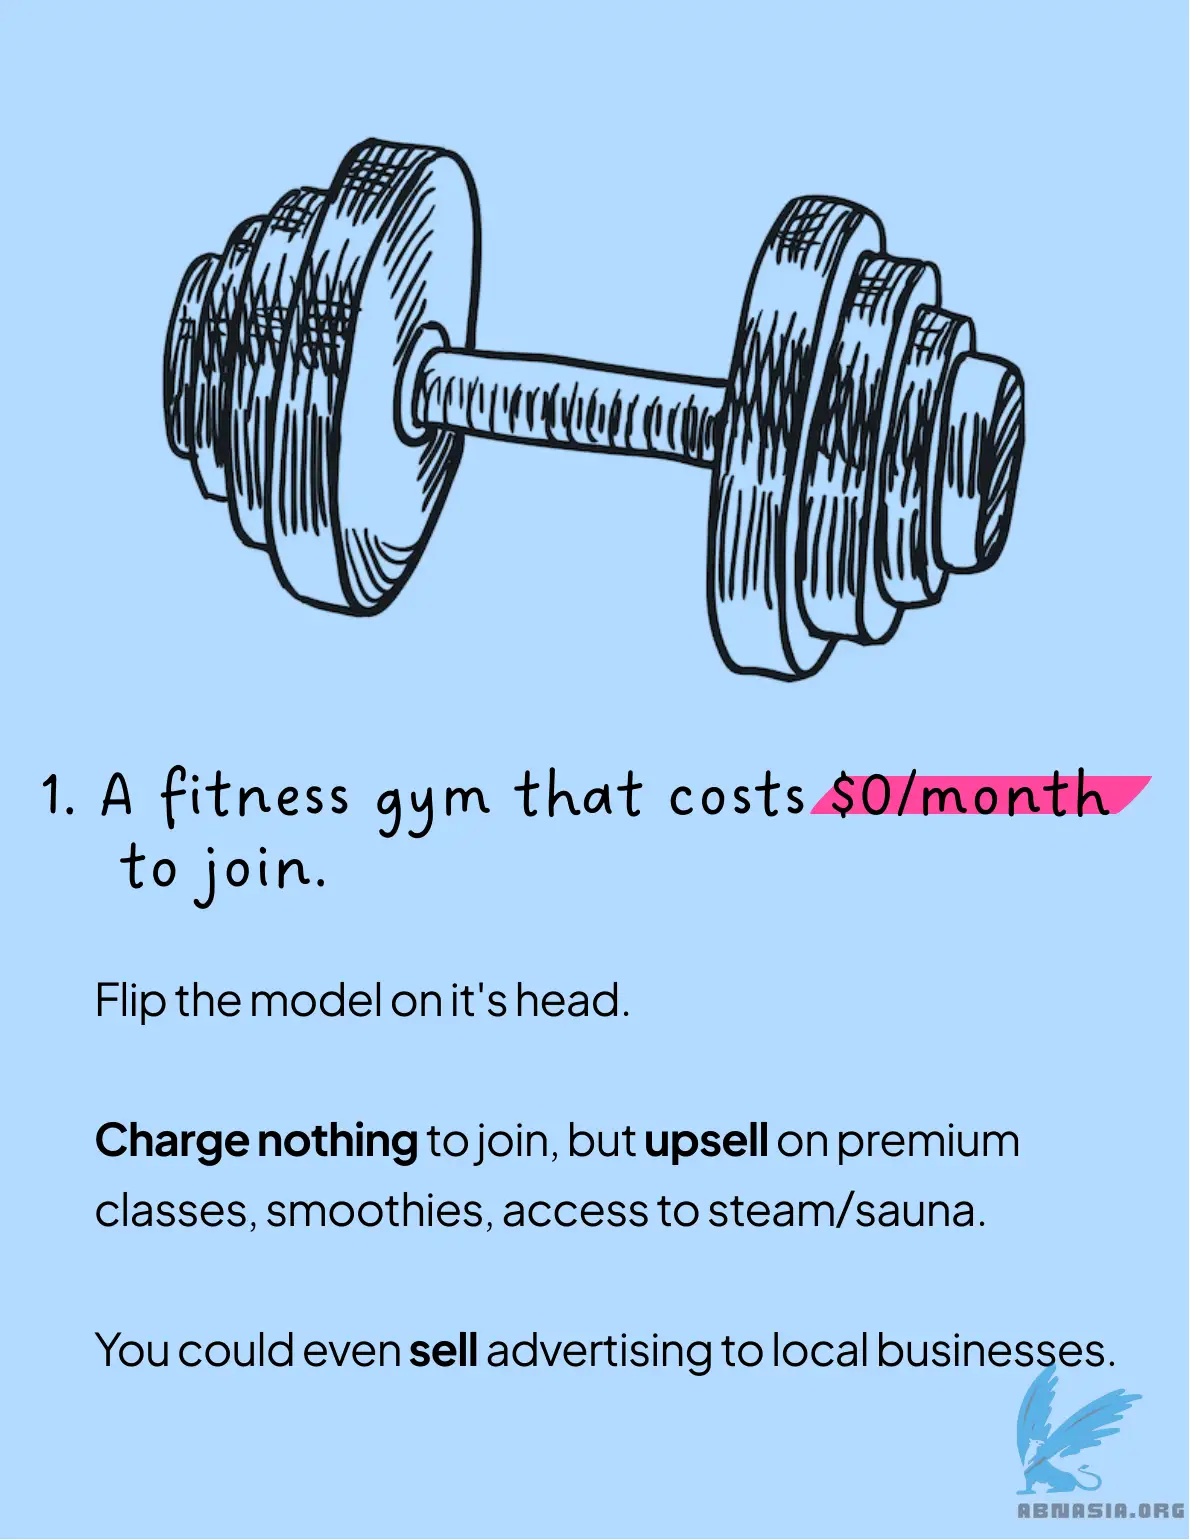 1. A fitness gym that costs $0/month
to join.
Flip the model on it's head.
Charge nothing to join, but upsell on premium
classes, smoothies, access to steam/sauna.
You could even sell advertising to local businesses.
ABNASIA.ORG